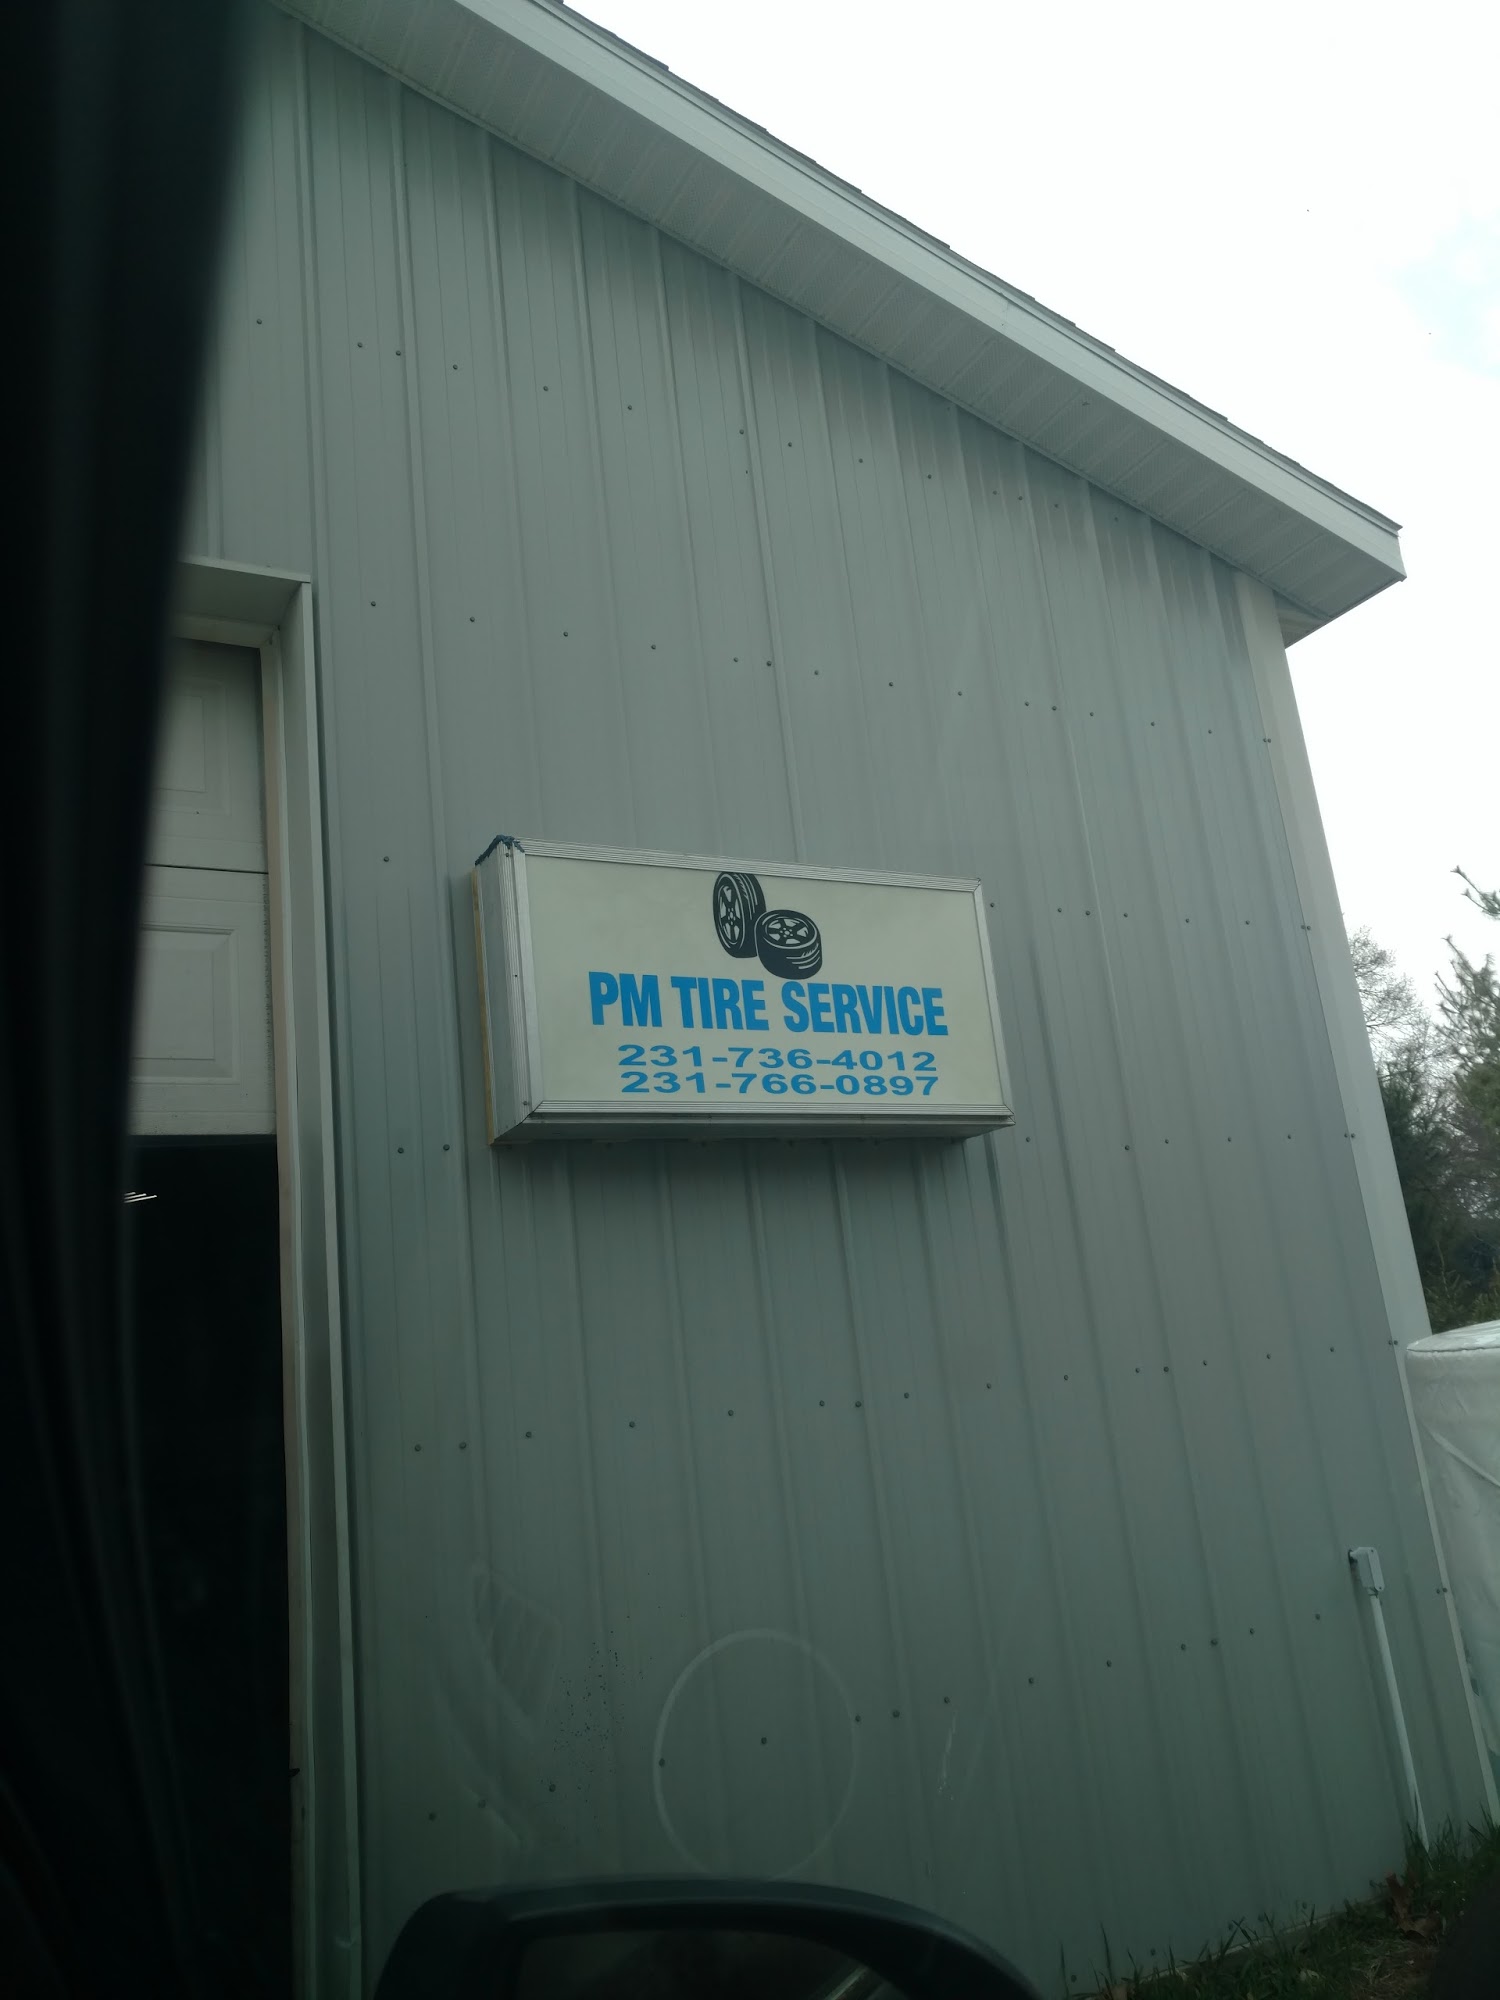 PM TIRE SERVICE
231-736-4012
231-766-0897